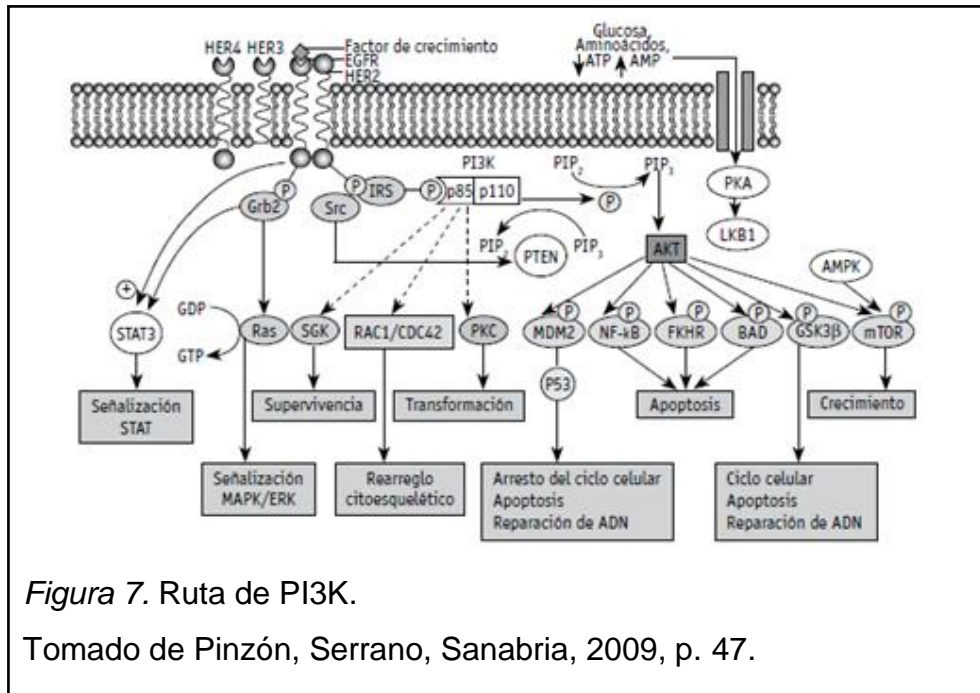 HER4 HER3
Factor de crecimiento
EGFR
HER2
Glucosa,
Aminoácidos,
ATP AMP
PI3K
PIP2
PIP3
PKA
LKB1
P
Grb2
P
Src
IRS
P
p85
p110
P
PIP2
PIP3
PTEN
AKT
AMPK
+
STAT3
GDP
GTP
Ras
SGK
RAC1/CDC42
PKC
P
MDM2
P
NF-kB
P
FKHR
P
BAD
P
GSK3β
P
mTOR
P53
Señalización
STAT
Supervivencia
Transformación
Apoptosis
Crecimiento
Señalización
MAPK/ERK
Rearreglo
citoesquelético
Arresto del ciclo celular
Apoptosis
Reparación de ADN
Ciclo celular
Apoptosis
Reparación de ADN
Figura 7. Ruta de PI3K.
Tomado de Pinzón, Serrano, Sanabria, 2009, p. 47.